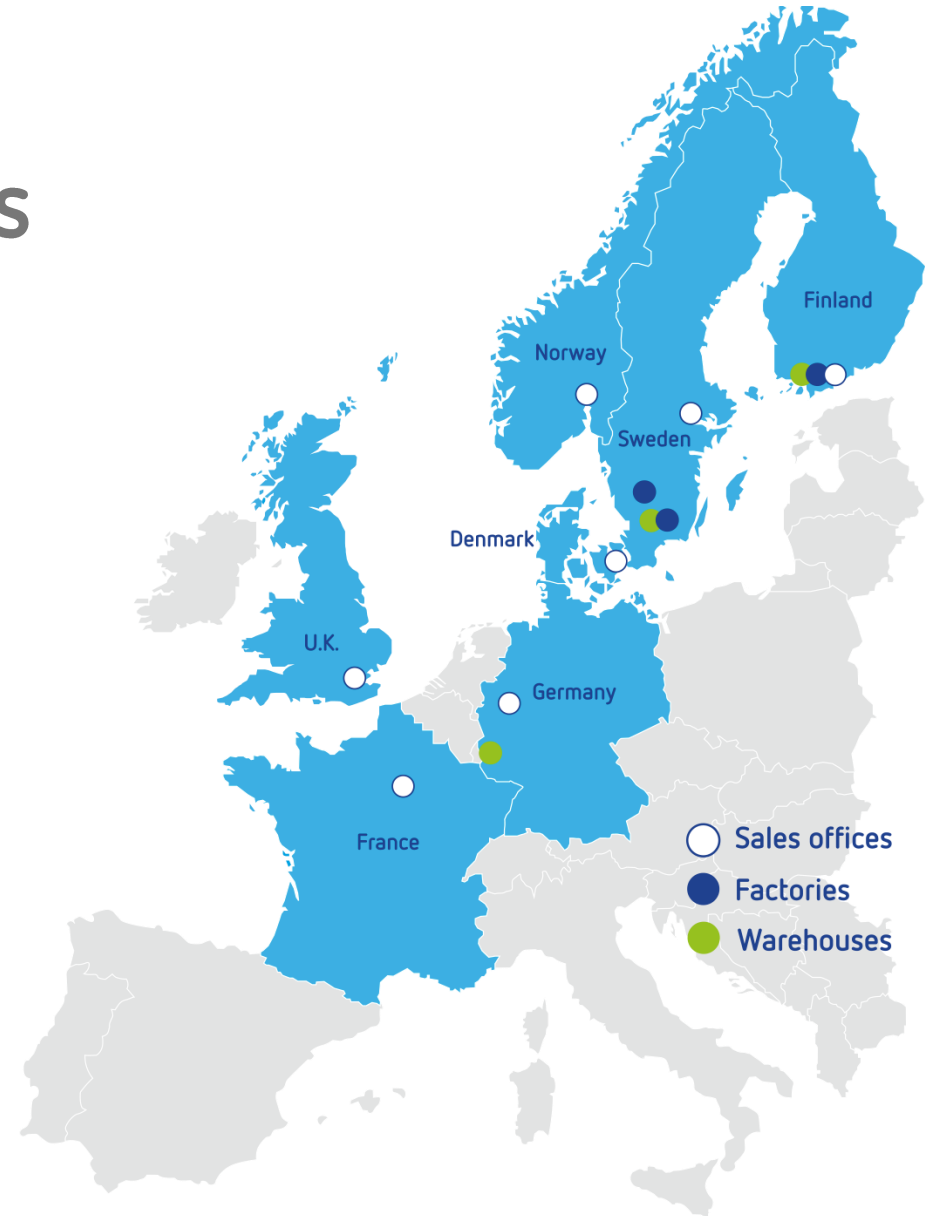 s
Finland
Norway
Sweden
Denmark
U.K.
Germany
France
Sales offices
Factories
Warehouses